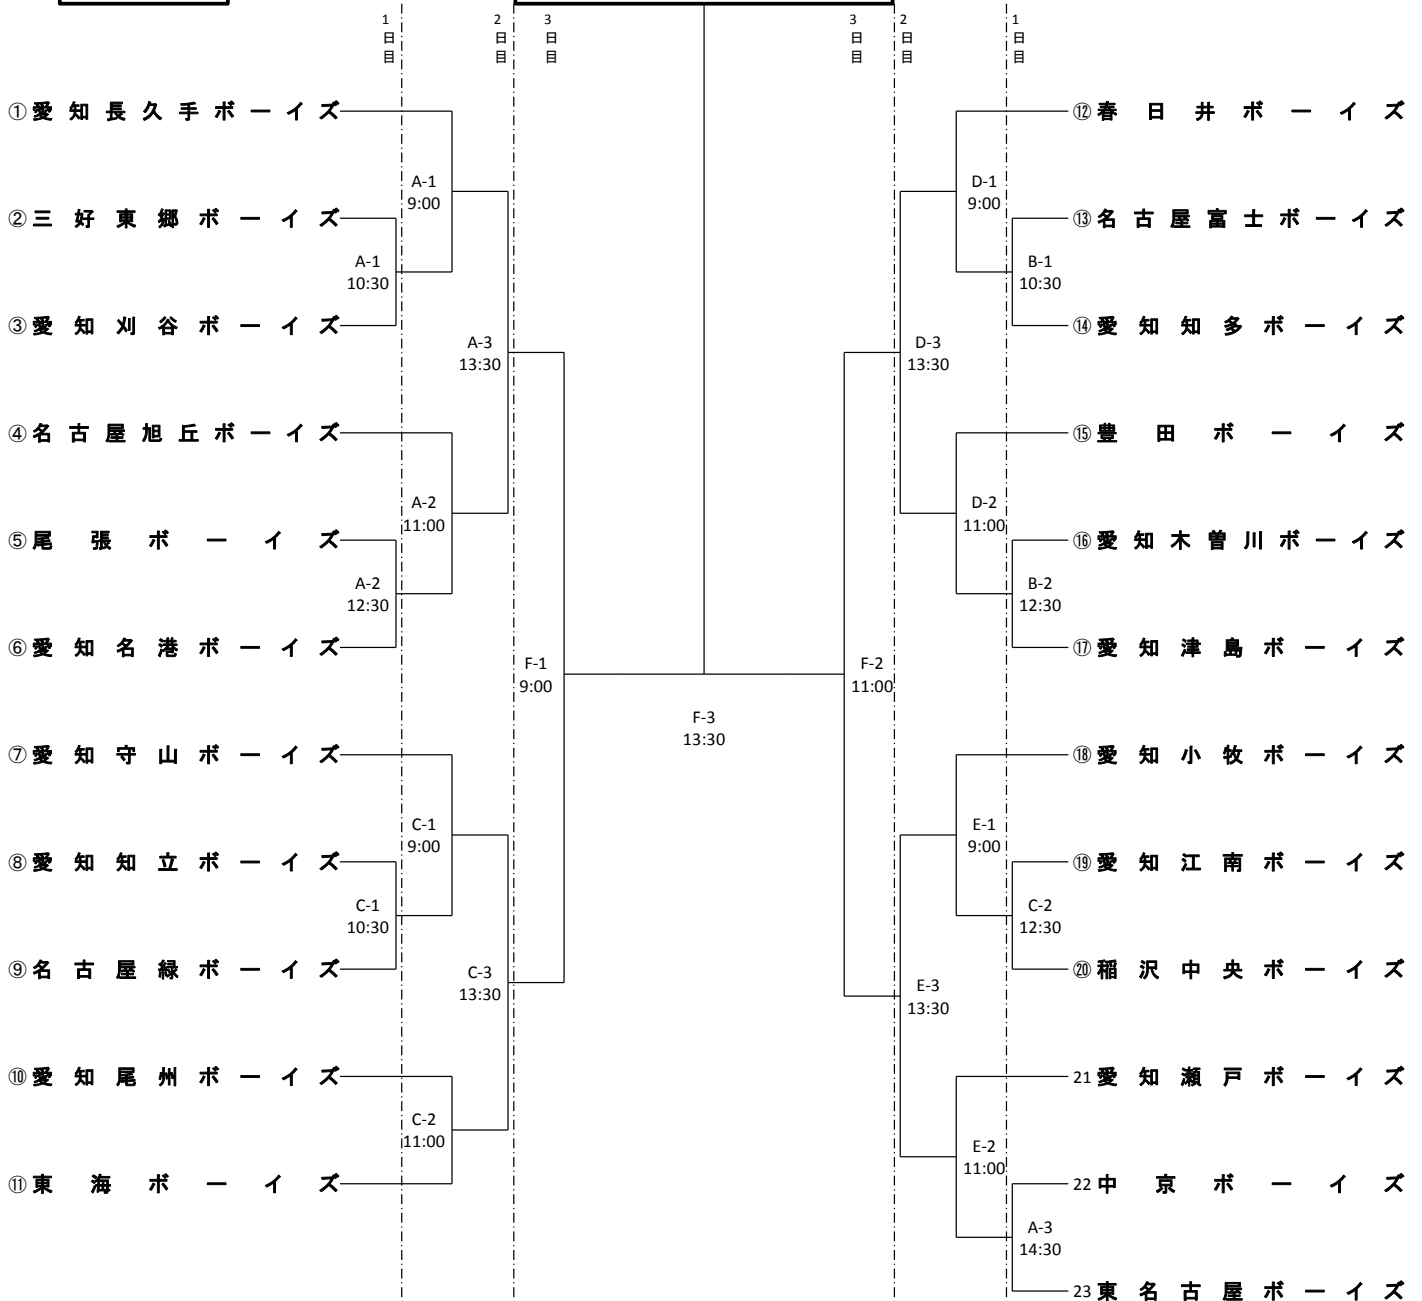 1日目
2日目
3日目
3日目
2日目
1日目
①愛知長久手ボーイズ
②三好東郷ボーイズ
③愛知刈谷ボーイズ
④名古屋旭丘ボーイズ
⑤尾張ボーイズ
⑥愛知名港ボーイズ
⑦愛知守山ボーイズ
⑧愛知知立ボーイズ
⑨名古屋緑ボーイズ
⑩愛知尾州ボーイズ
⑪東海ボーイズ
A-1
10:30
A-2
12:30
C-1
10:30
A-1
9:00
A-2
11:00
C-1
9:00
C-2
11:00
A-3
13:30
C-3
13:30
F-1
9:00
F-3
13:30
F-2
11:00
D-3
13:30
E-3
13:30
D-1
9:00
D-2
11:00
E-1
9:00
E-2
11:00
B-1
10:30
B-2
12:30
C-2
12:30
A-3
14:30
⑫春日井ボーイズ
⑬名古屋富士ボーイズ
⑭愛知知多ボーイズ
⑮豊田ボーイズ
⑯愛知木曽川ボーイズ
⑰愛知津島ボーイズ
⑱愛知小牧ボーイズ
⑲愛知江南ボーイズ
⑳稲沢中央ボーイズ
21愛知瀬戸ボーイズ
22中京ボーイズ
23東名古屋ボーイズ